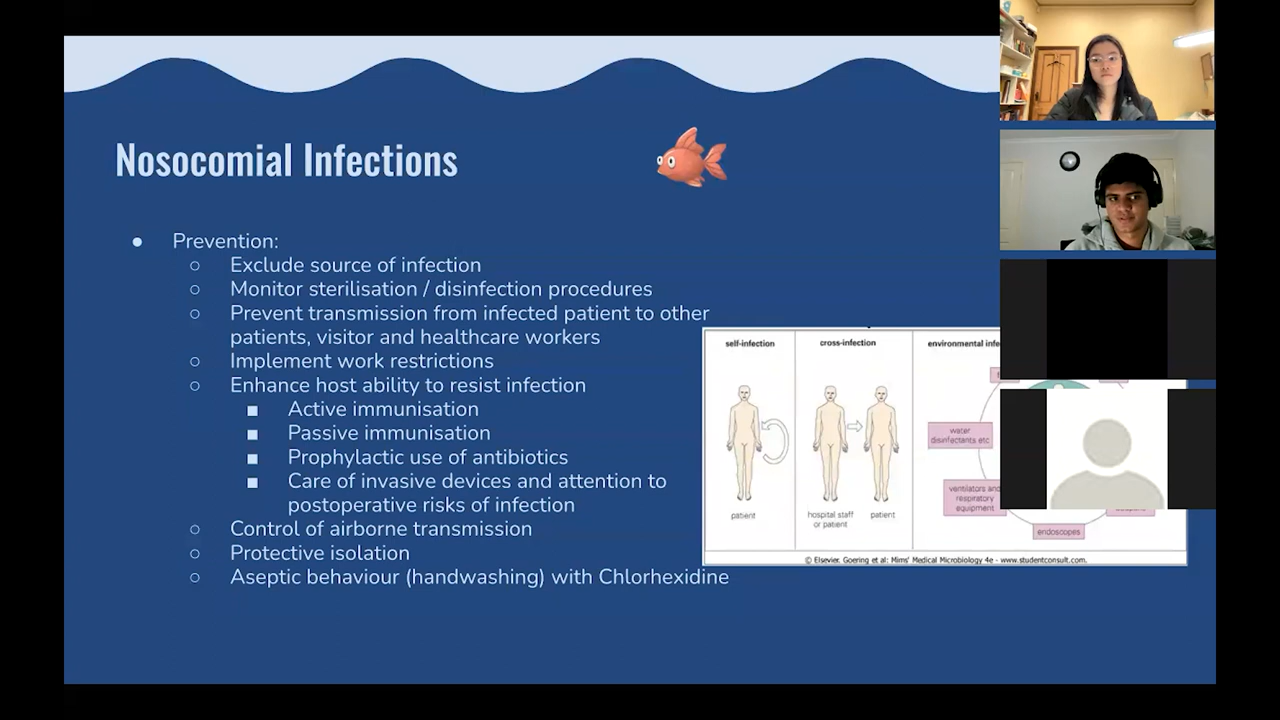 Nosocomial Infections
● Prevention:
○ Exclude source of infection
○ Monitor sterilisation / disinfection procedures
○ Prevent transmission from infected patient to other
patients, visitor and healthcare workers
○ Implement work restrictions
○ Enhance host ability to resist infection
■ Active immunisation
■ Passive immunisation
■ Prophylactic use of antibiotics
■ Care of invasive devices and attention to
postoperative risks of infection
○ Control of airborne transmission
○ Protective isolation
○ Aseptic behaviour (handwashing) with Chlorhexidine
self-infection
patient
cross-infection
hospital staff
or patient
patient
environmental
water
disinfectants etc
ventilators and
respiratory
equipment
endoscopes
© Elsevier. Goering et al: Mims' Medical Microbiology 4e - www.studentconsult.com.